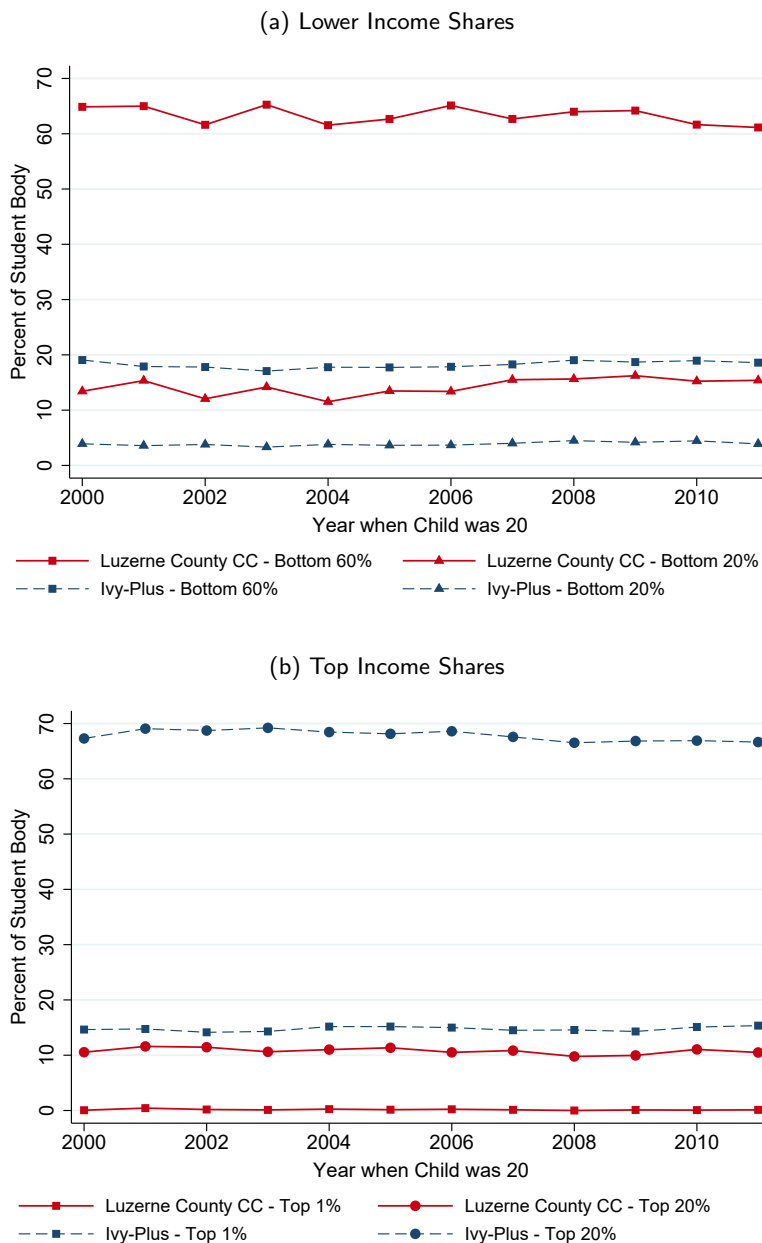 (a) Lower Income Shares
Percent of Student Body
70
60
50
40
30
20
10
0
2000 2002 2004 2006 2008 2010
Year when Child was 20
Luzerne County CC - Bottom 60% Luzerne County CC - Bottom 20%
Ivy-Plus - Bottom 60% Ivy-Plus - Bottom 20%
(b) Top Income Shares
Percent of Student Body
70
60
50
40
30
20
10
0
2000 2002 2004 2006 2008 2010
Year when Child was 20
Luzerne County CC - Top 1% Luzerne County CC - Top 20%
Ivy-Plus - Top 1% Ivy-Plus - Top 20%